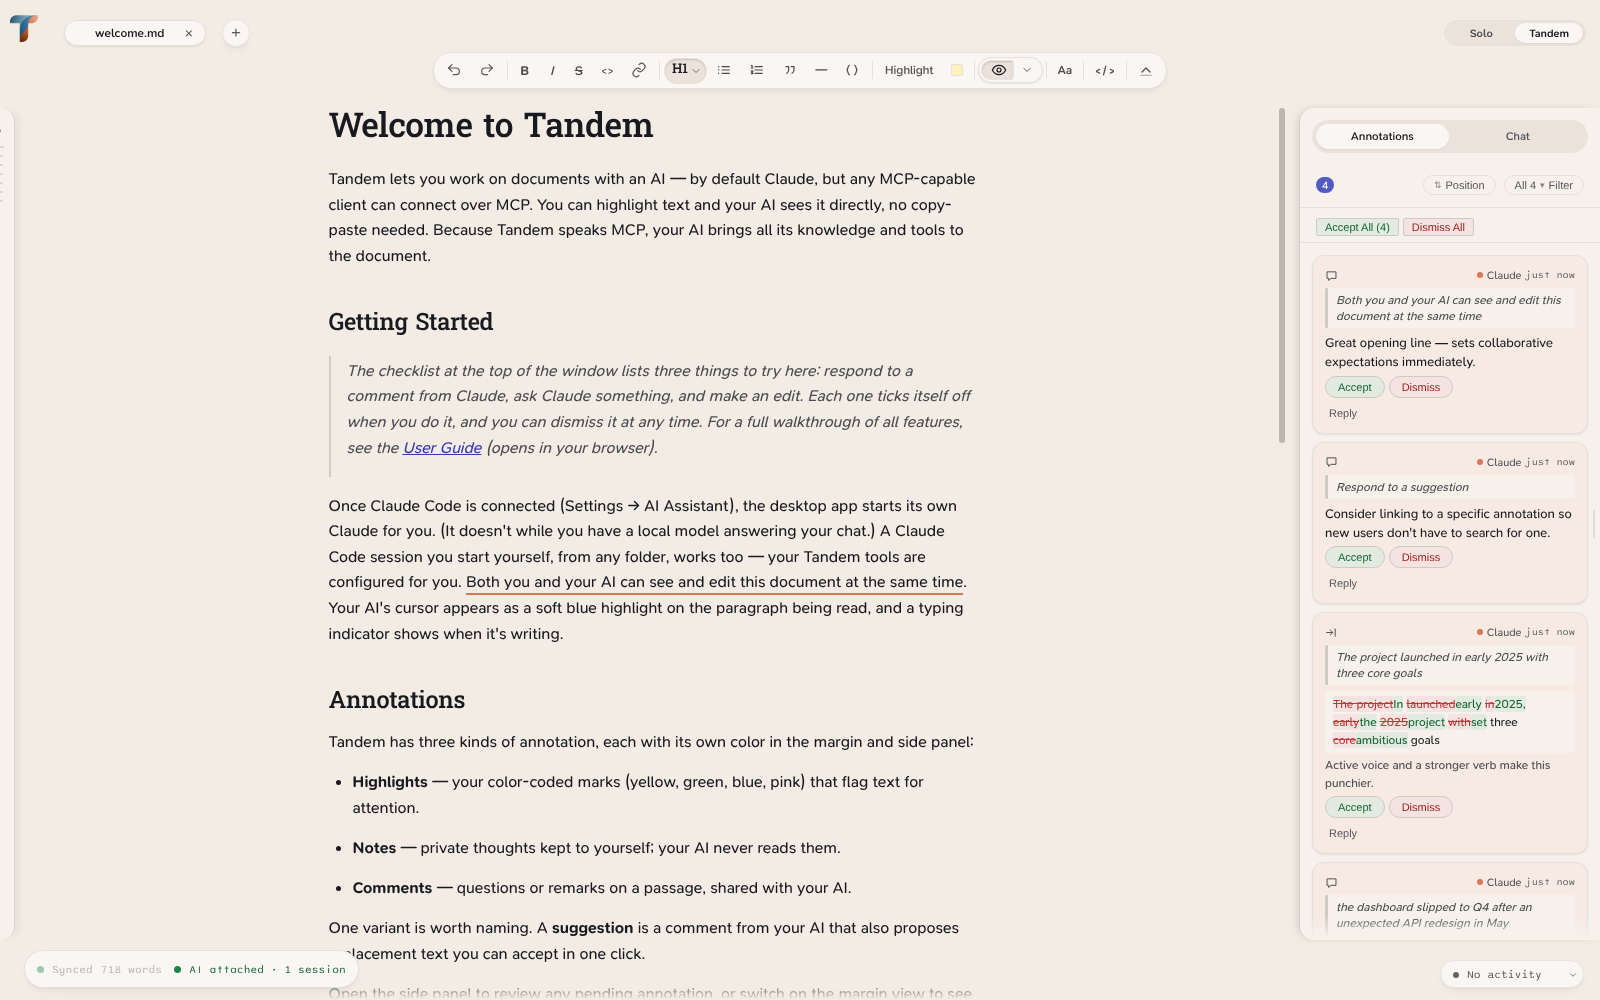 T
welcome.md ×
+
Solo
Tandem
B I S <> H1
Highlight
Aa
</>
Welcome to Tandem
Tandem lets you work on documents with an AI — by default Claude, but any MCP-capable
client can connect over MCP. You can highlight text and your AI sees it directly, no copy-
paste needed. Because Tandem speaks MCP, your AI brings all its knowledge and tools to
the document.
Getting Started
The checklist at the top of the window lists three things to try here: respond to a
comment from Claude, ask Claude something, and make an edit. Each one ticks itself off
when you do it, and you can dismiss it at any time. For a full walkthrough of all features,
see the User Guide (opens in your browser).
Once Claude Code is connected (Settings → AI Assistant), the desktop app starts its own
Claude for you. (It doesn't while you have a local model answering your chat.) A Claude
Code session you start yourself, from any folder, works too — your Tandem tools are
configured for you. Both you and your AI can see and edit this document at the same time.
Your AI's cursor appears as a soft blue highlight on the paragraph being read, and a typing
indicator shows when it's writing.
Annotations
Tandem has three kinds of annotation, each with its own color in the margin and side panel:
• Highlights — your color-coded marks (yellow, green, blue, pink) that flag text for
attention.
• Notes — private thoughts kept to yourself; your AI never reads them.
• Comments — questions or remarks on a passage, shared with your AI.
One variant is worth naming. A suggestion is a comment from your AI that also proposes
placement text you can accept in one click.
Open the side panel to review any pending annotation, or switch on the margin view to see
Synced 718 words
AI attached · 1 session
Annotations
Chat
4
Position
All 4 ▾ Filter
Accept All (4)
Dismiss All
Claude just now
Both you and your AI can see and edit this
document at the same time
Great opening line — sets collaborative
expectations immediately.
Accept
Dismiss
Reply
Claude just now
Respond to a suggestion
Consider linking to a specific annotation so
new users don't have to search for one.
Accept
Dismiss
Reply
Claude just now
The project launched in early 2025 with
three core goals
The projectIn launchedearly in2025,
earlythe 2025project withset three
coreambitious goals
Active voice and a stronger verb make this
punchier.
Accept
Dismiss
Reply
Claude just now
the dashboard slipped to Q4 after an
unexpected API redesign in May
No activity